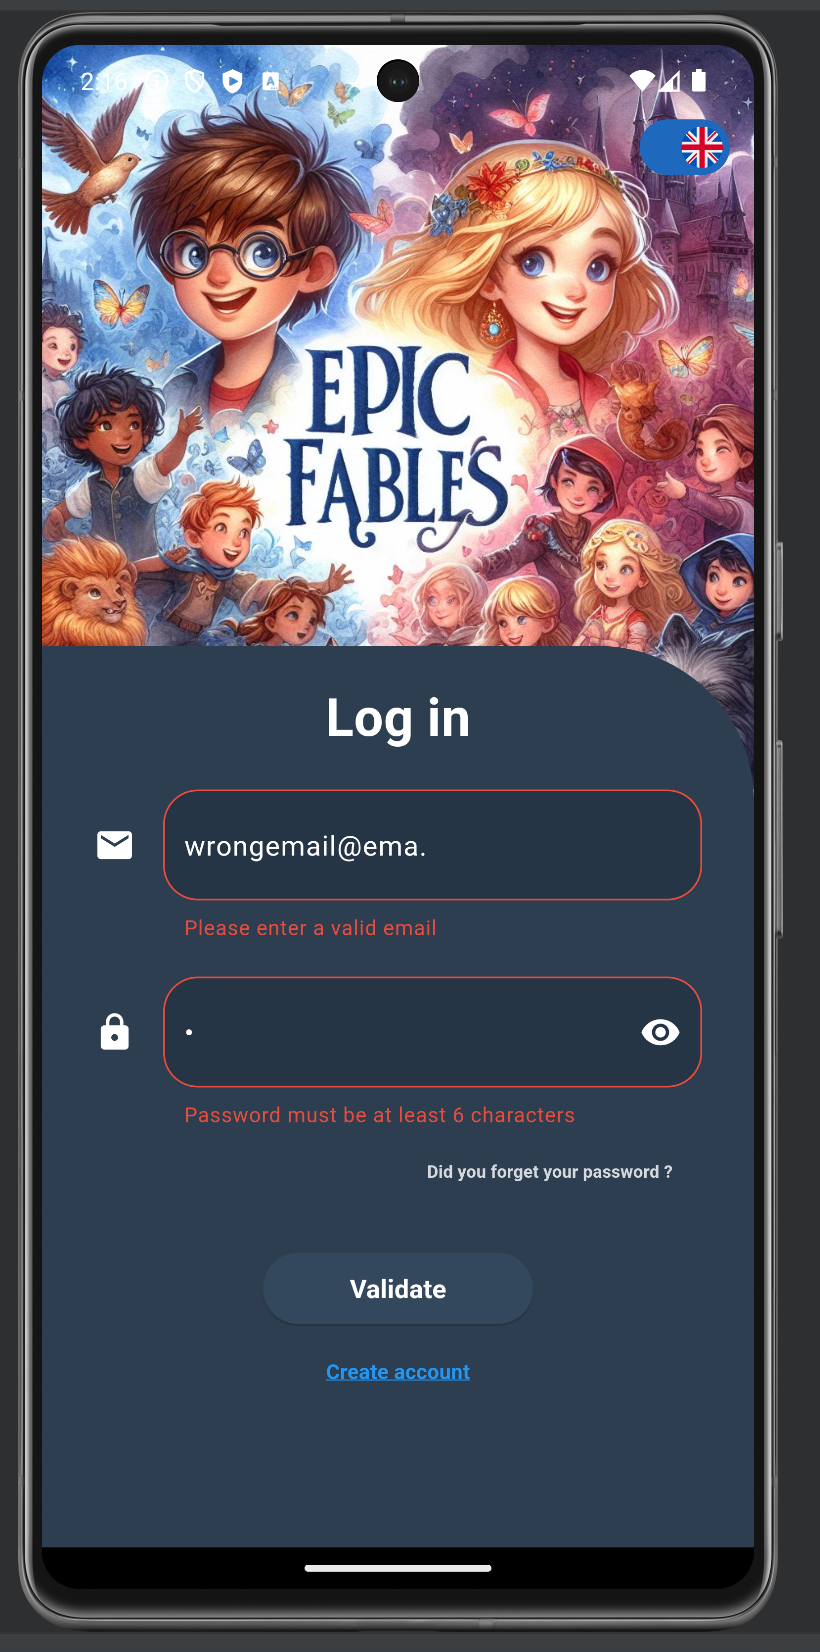 2:16
EPIC
FABLES
Log in
wrongemail@ema.
Please enter a valid email
•
Password must be at least 6 characters
Did you forget your password ?
Validate
Create account